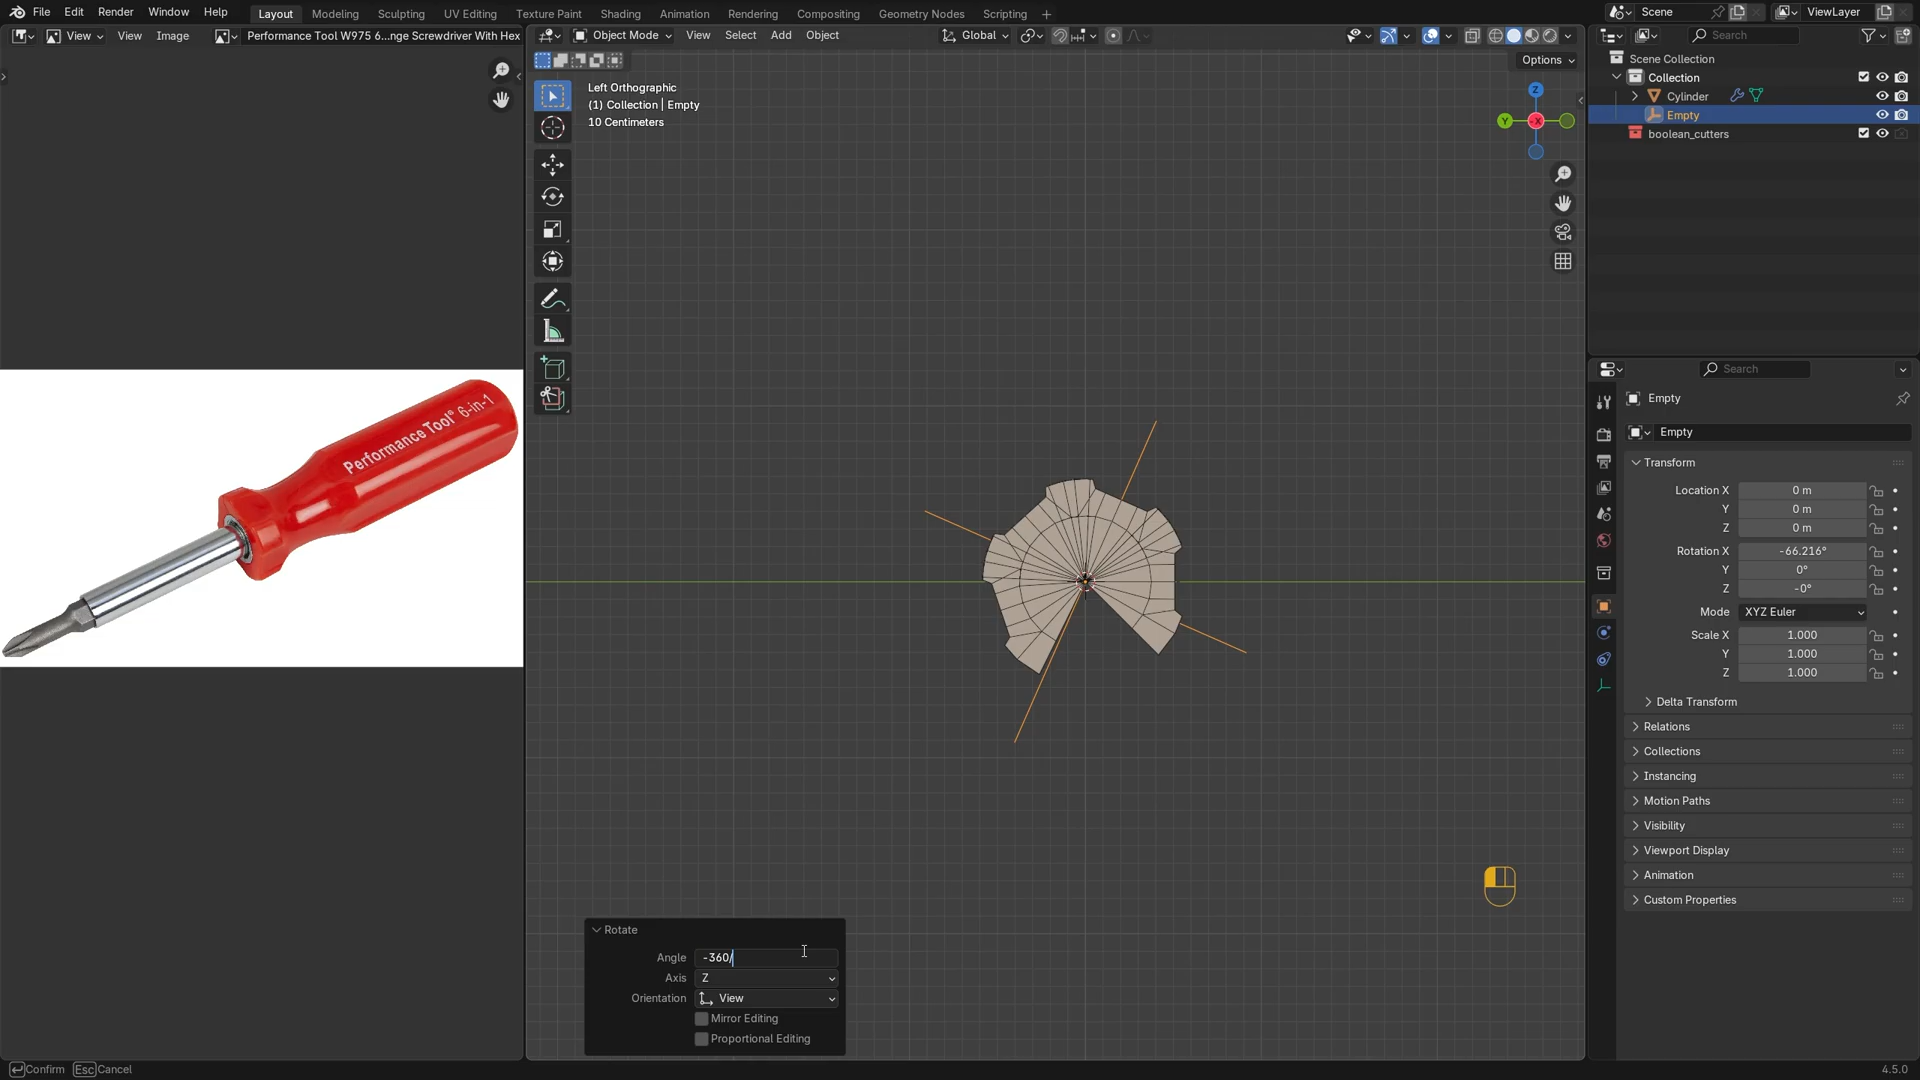 File Edit Render Window Help
Layout Modeling Sculpting UV Editing Texture Paint Shading Animation Rendering Compositing Geometry Nodes Scripting +
Scene
ViewLayer
View View Image Performance Tool W975 6...nge Screwdriver With Hex
Object Mode View Select Add Object
Global
Options
Left Orthographic
(1) Collection | Empty
10 Centimeters
Z
Y
-X
Performance Tool® 6-in-1
Search
Scene Collection
Collection
Cylinder
Empty
boolean_cutters
Search
Empty
Empty
Transform
Location X 0 m
Y 0 m
Z 0 m
Rotation X -66.216°
Y 0°
Z -0°
Mode XYZ Euler
Scale X 1.000
Y 1.000
Z 1.000
Delta Transform
Relations
Collections
Instancing
Motion Paths
Visibility
Viewport Display
Animation
Custom Properties
Rotate
Angle -360/
Axis Z
Orientation View
Mirror Editing
Proportional Editing
Confirm Esc Cancel
4.5.0